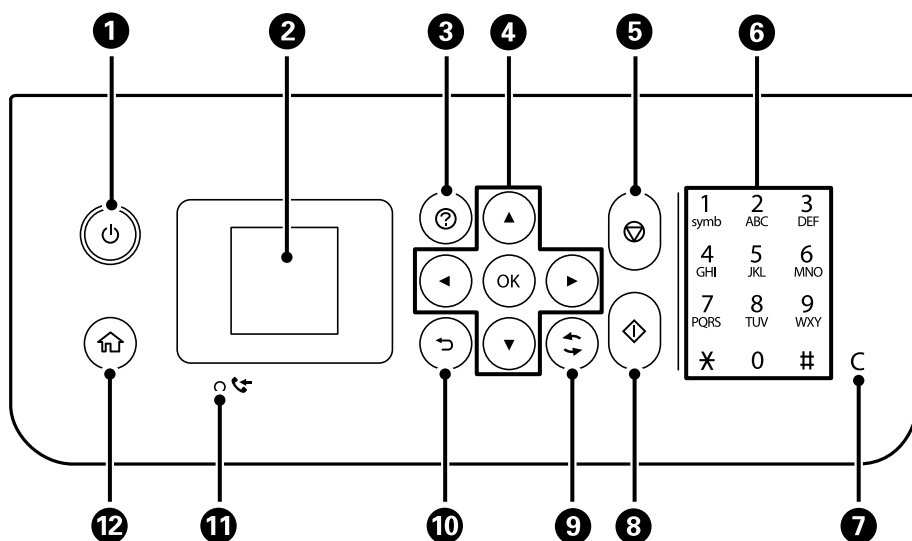 1 2 3 4 5 6
1 2 3
symb ABC DEF
4 5 6
GHI JKL MNO
OK
7 8 9
PQRS TUV WXY
* 0 #
C
12 11 10 9 8 7